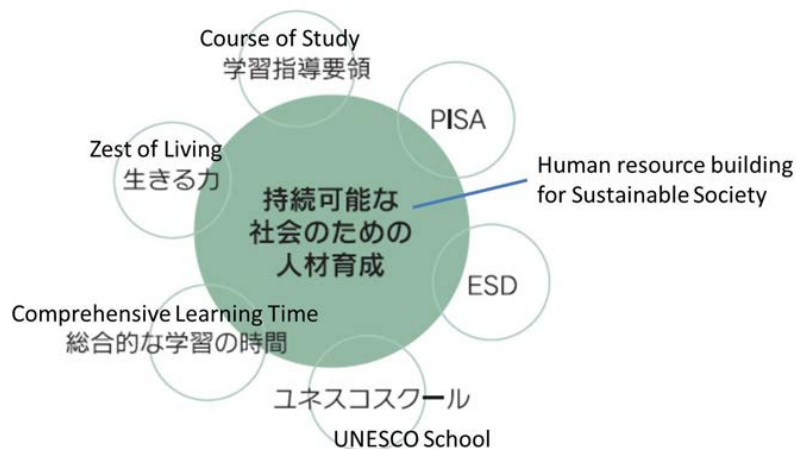 Course of Study
学習指導要領
PISA
Zest of Living
生きる力
Human resource building
for Sustainable Society
持続可能な
社会のための
人材育成
ESD
Comprehensive Learning Time
総合的な学習の時間
ユネスコスクール
UNESCO School